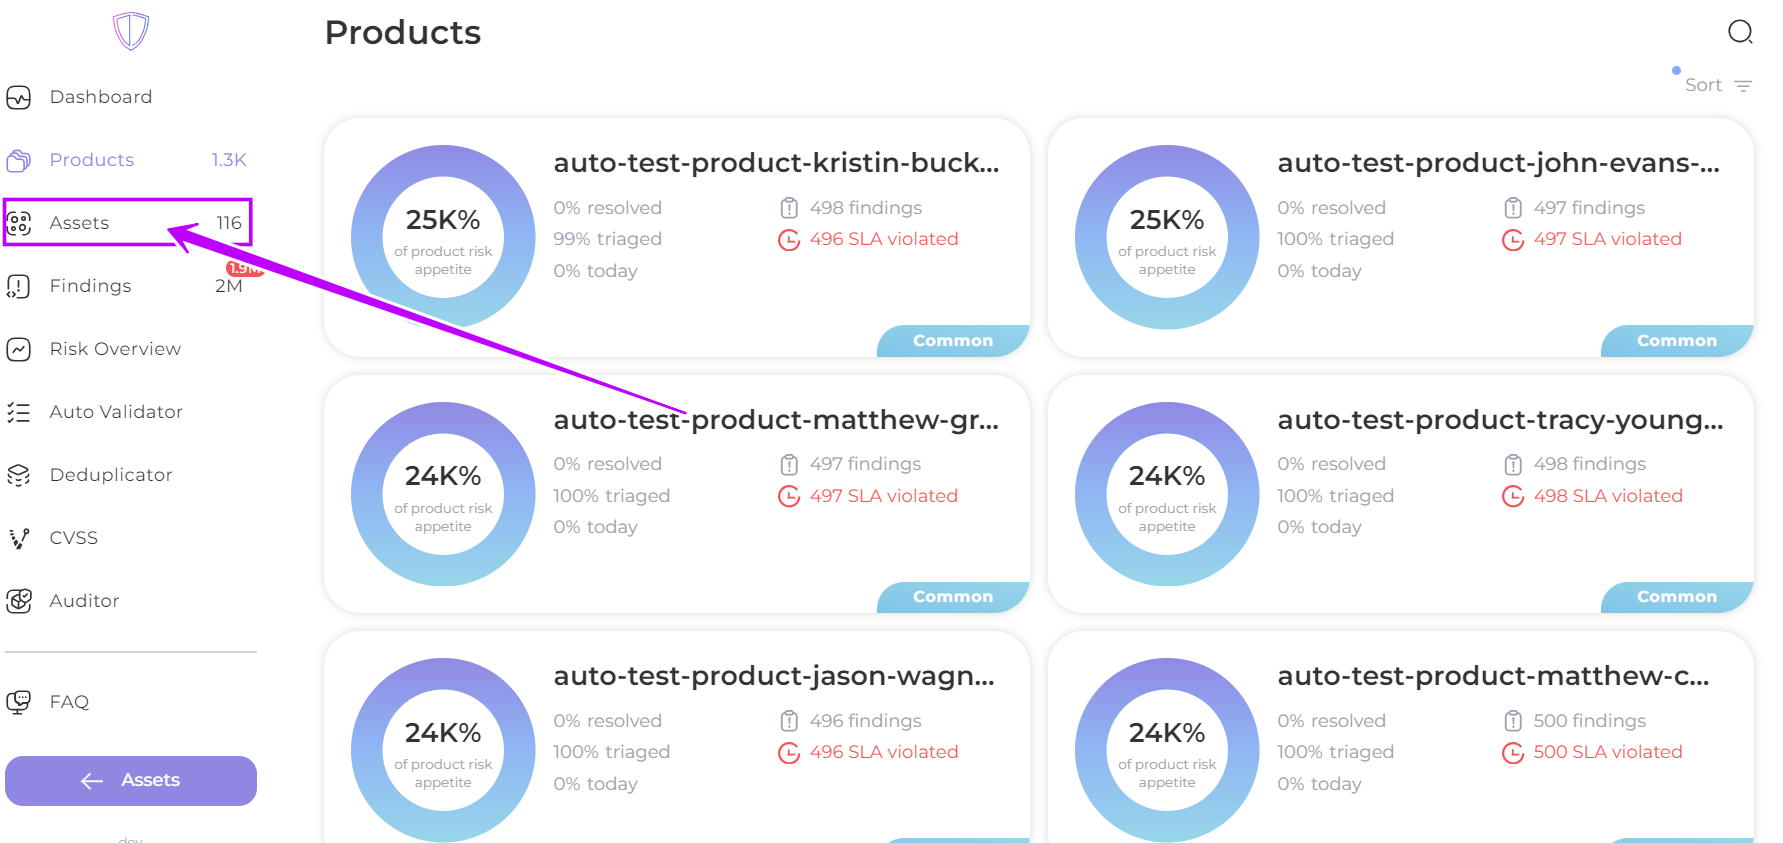 Products
Sort
Dashboard
Products 1.3K
Assets 116
1.9M
Findings 2M
Risk Overview
Auto Validator
Deduplicator
CVSS
Auditor
FAQ
Assets
dev
25K%
of product risk
appetite
auto-test-product-kristin-buck...
0% resolved
99% triaged
0% today
498 findings
496 SLA violated
Common
25K%
of product risk
appetite
auto-test-product-john-evans-...
0% resolved
100% triaged
0% today
497 findings
497 SLA violated
Common
24K%
of product risk
appetite
auto-test-product-matthew-gr...
0% resolved
100% triaged
0% today
497 findings
497 SLA violated
Common
24K%
of product risk
appetite
auto-test-product-tracy-young...
0% resolved
100% triaged
0% today
498 findings
498 SLA violated
Common
24K%
of product risk
appetite
auto-test-product-jason-wagn...
0% resolved
100% triaged
0% today
496 findings
496 SLA violated
24K%
of product risk
appetite
auto-test-product-matthew-c...
0% resolved
100% triaged
0% today
500 findings
500 SLA violated